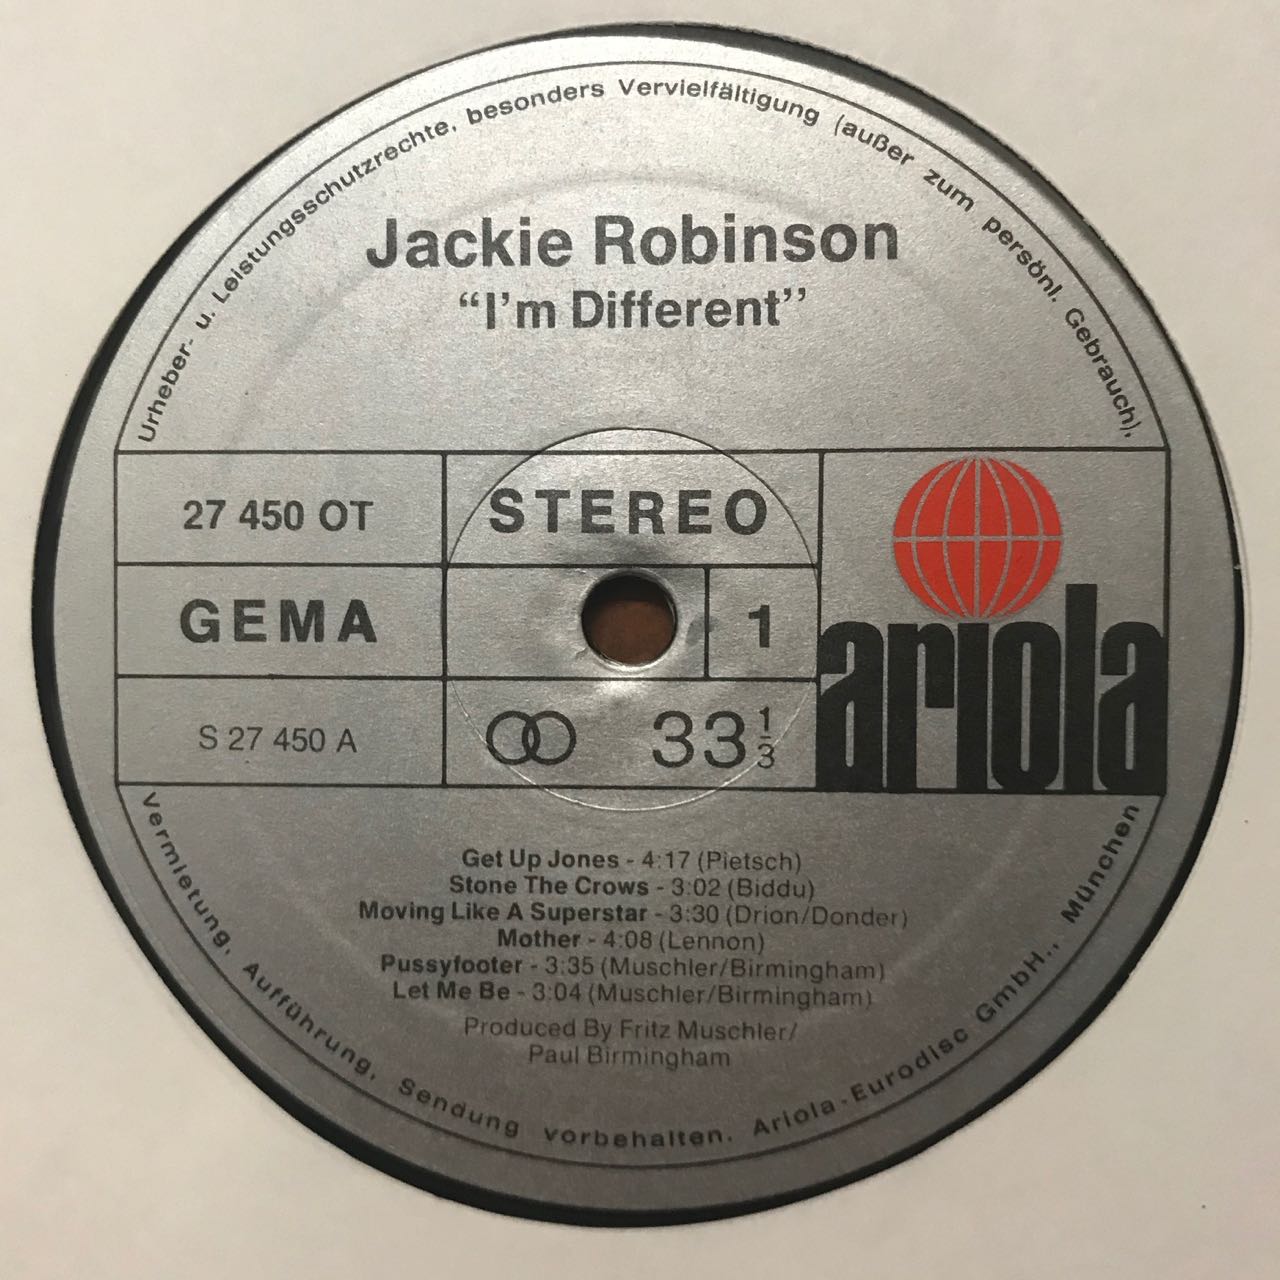 Urheber- u. Leistungsschutzrechte, besonders Vervielfältigung (außer zum persönl. Gebrauch),
Jackie Robinson
“I’m Different”
27 450 OT
STEREO
GEMA
1
S 27 450 A
33 1/3
ariola
Get Up Jones - 4:17 (Pietsch)
Stone The Crows - 3:02 (Biddu)
Moving Like A Superstar - 3:30 (Drion/Donder)
Mother - 4:08 (Lennon)
Pussyfooter - 3:35 (Muschler/Birmingham)
Let Me Be - 3:04 (Muschler/Birmingham)
Produced By Fritz Muschler/
Paul Birmingham
Vermietung, Aufführung, Sendung vorbehalten. Ariola-Eurodisc GmbH., München